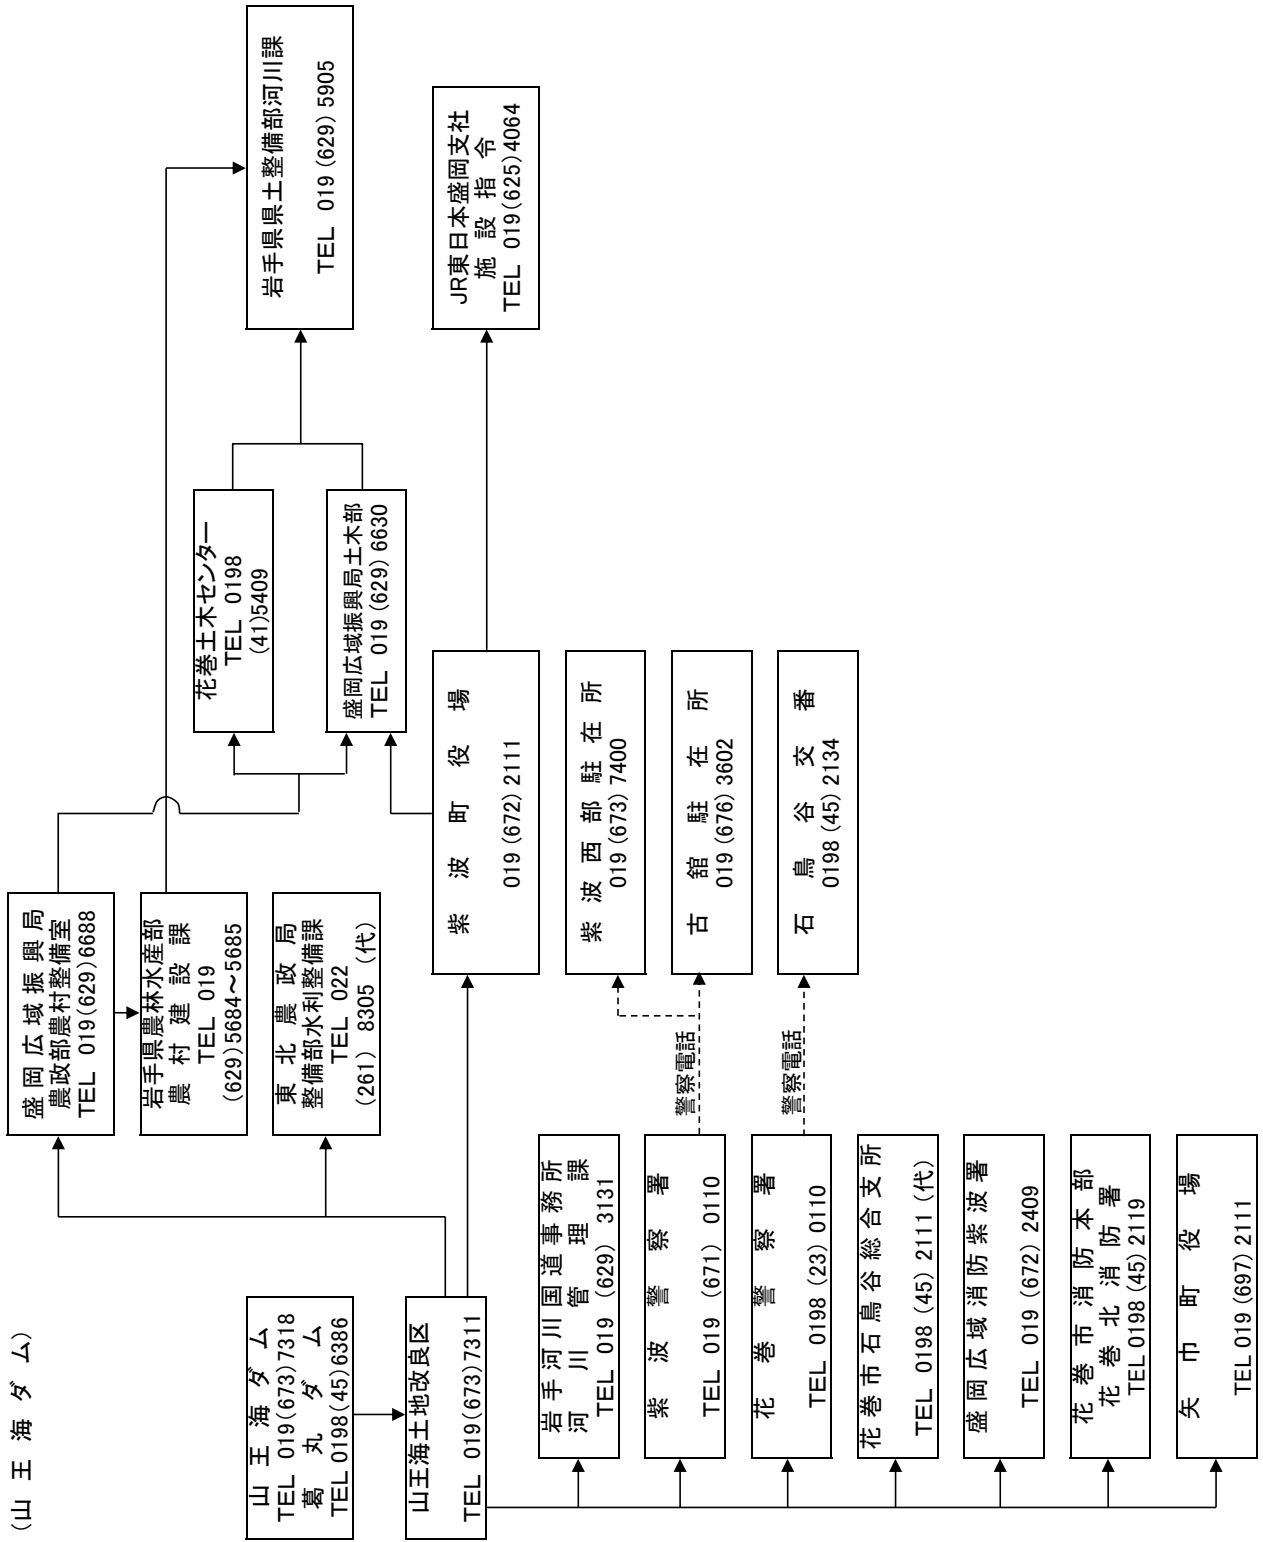 (山王海ダム)
山王海ダム
TEL 019(673)7318
葛丸ダム
TEL 0198(45)6386
山王海土地改良区
TEL 019(673)7311
盛岡広域振興局
農政部農村整備室
TEL 019(629)6688
岩手県農林水産部
農村建設課
TEL 019
(629)5684～5685
東北農政局
整備部水利整備課
TEL 022
(261) 8305 (代)
花巻土木センター
TEL 0198
(41)5409
盛岡広域振興局土木部
TEL 019(629)6630
岩手県県土整備部河川課
TEL 019(629)5905
紫波町役場
019(672)2111
JR東日本盛岡支社
施設指令
TEL 019(625)4064
岩手河川国道事務所
河川管理課
TEL 019 (629) 3131
紫波警察署
TEL 019 (671) 0110
警察電話
紫波西部駐在所
019(673)7400
古舘駐在所
019(676)3602
花巻警察署
TEL 0198(23)0110
警察電話
石鳥谷交番
0198(45)2134
花巻市石鳥谷総合支所
TEL 0198(45)2111(代)
盛岡広域消防紫波署
TEL 019(672)2409
花巻市消防本部
花巻北消防署
TEL 0198(45)2119
矢巾町役場
TEL 019(697)2111